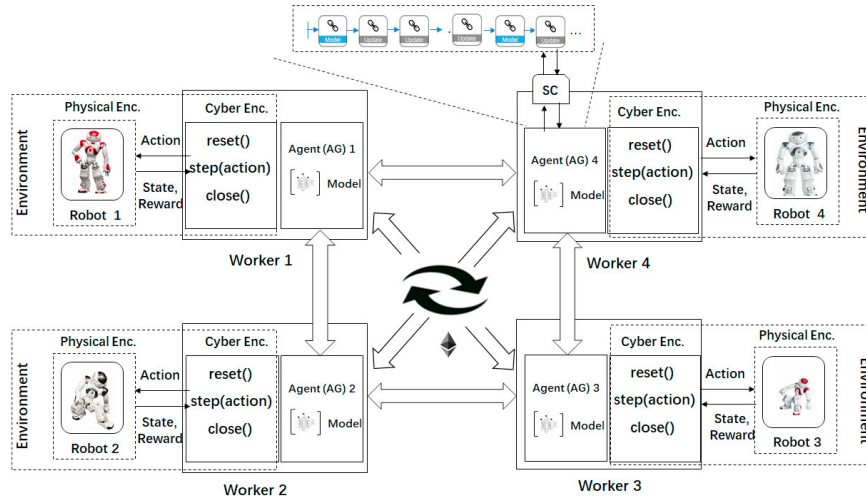 Model
Update
Update
Update
Model
Update
...
SC
Environment
Physical Enc.
Robot 1
Action
State,
Reward
Cyber Enc.
reset()
step(action)
close()
Agent (AG) 1
Model
Worker 1
Agent (AG) 4
Model
Cyber Enc.
reset()
step(action)
close()
Worker 4
Action
State,
Reward
Physical Enc.
Robot 4
Environment
Environment
Physical Enc.
Robot 2
Action
State,
Reward
Cyber Enc.
reset()
step(action)
close()
Agent (AG) 2
Model
Worker 2
Agent (AG) 3
Model
Cyber Enc.
reset()
step(action)
close()
Worker 3
Action
State,
Reward
Physical Enc.
Robot 3
Environment